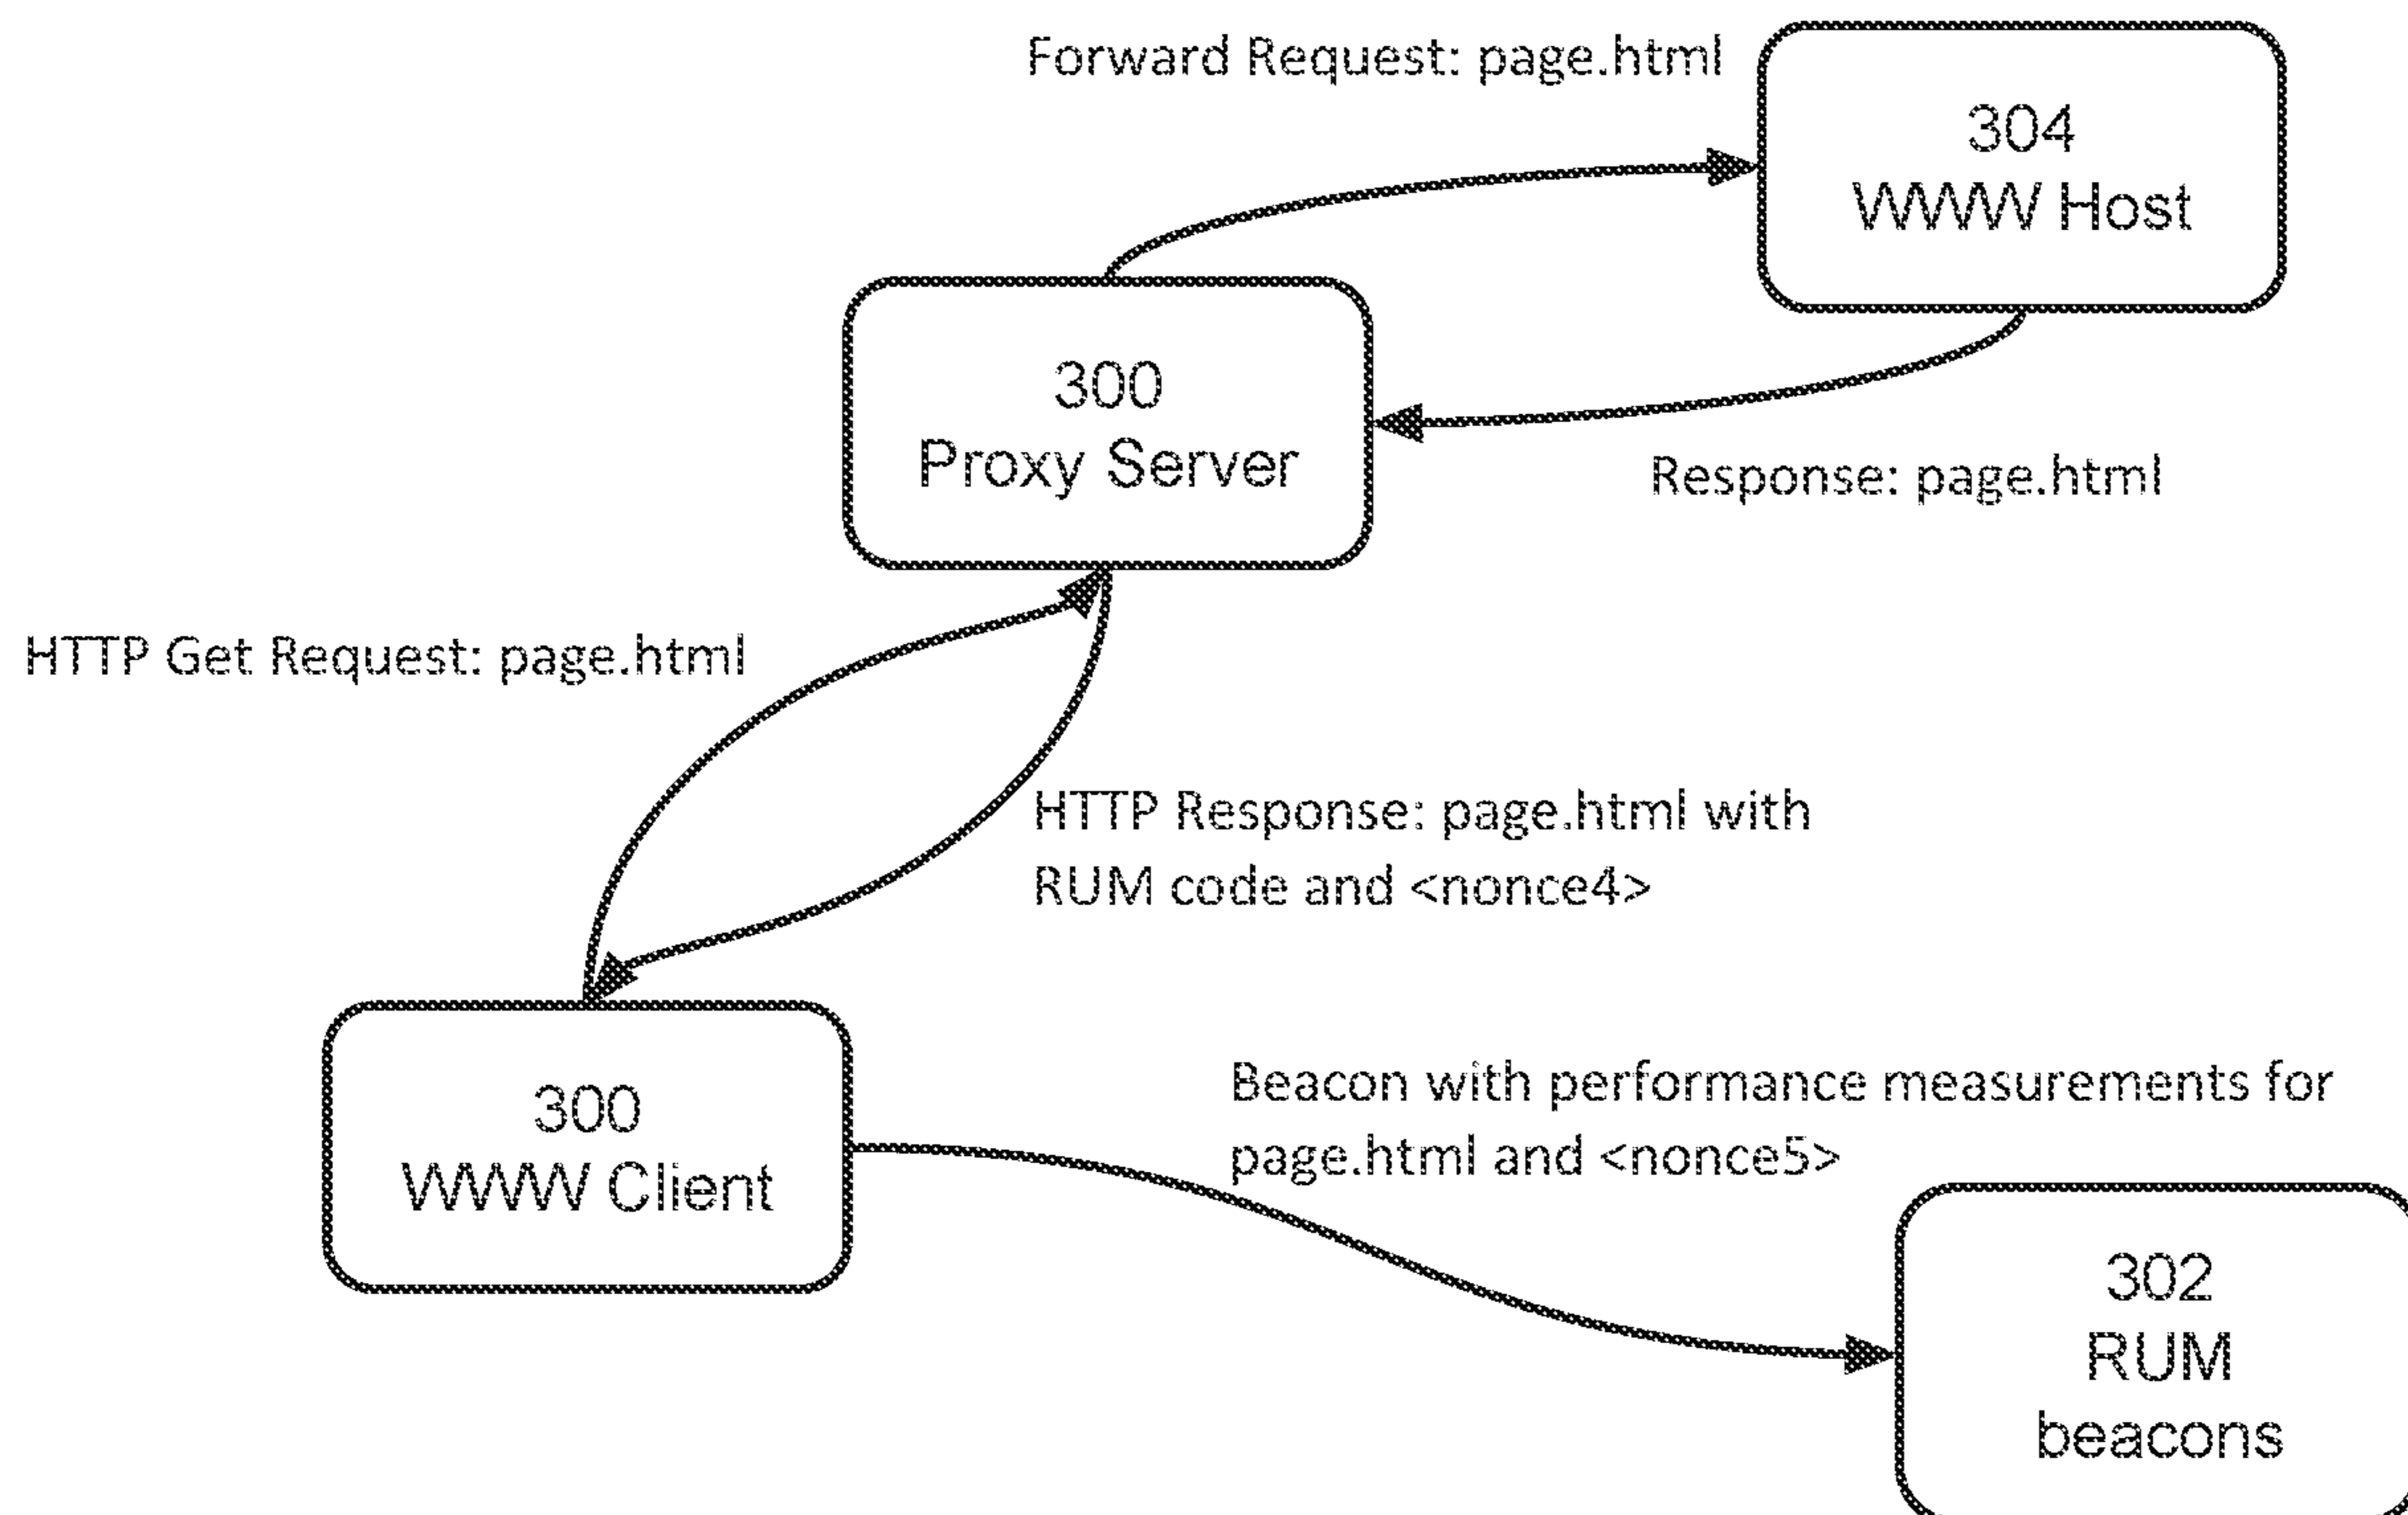 Forward Request: page.html
304
WWW Host
300
Proxy Server
Response: page.html
HTTP Get Request: page.html
HTTP Response: page.html with
RUM code and <nonce4>
300
WWW Client
Beacon with performance measurements for
page.html and <nonce5>
302
RUM
beacons